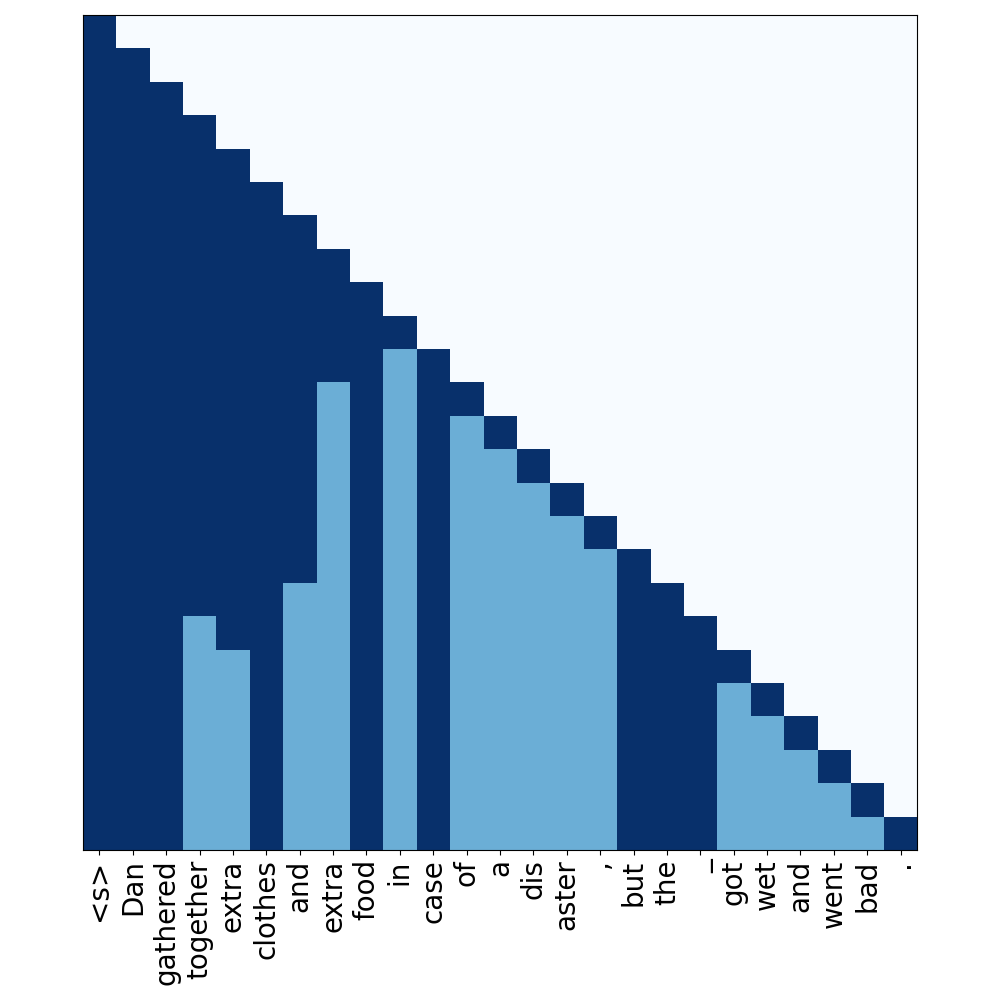 <s> Dan gathered together extra clothes and extra food in case of a dis aster , but the _ got wet and went bad .